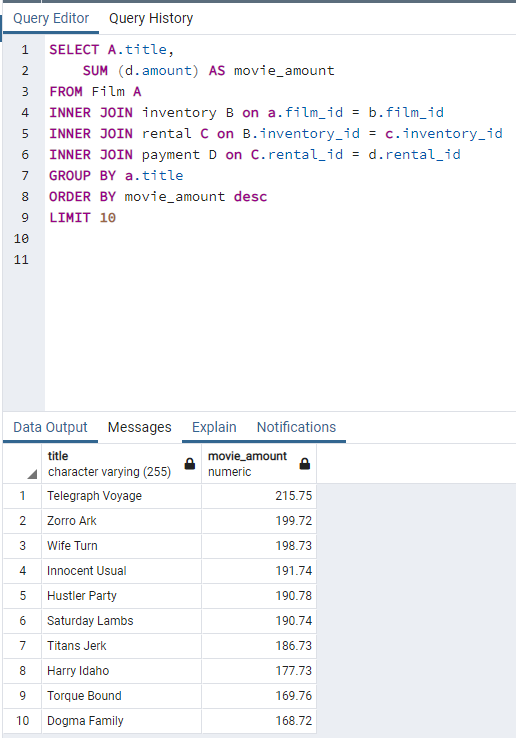 Query Editor Query History
1 SELECT A.title,
2 SUM (d.amount) AS movie_amount
3 FROM Film A
4 INNER JOIN inventory B on a.film_id = b.film_id
5 INNER JOIN rental C on B.inventory_id = c.inventory_id
6 INNER JOIN payment D on C.rental_id = d.rental_id
7 GROUP BY a.title
8 ORDER BY movie_amount desc
9 LIMIT 10
10
11
Data Output Messages Explain Notifications
title movie_amount
character varying (255) numeric
1 Telegraph Voyage 215.75
2 Zorro Ark 199.72
3 Wife Turn 198.73
4 Innocent Usual 191.74
5 Hustler Party 190.78
6 Saturday Lambs 190.74
7 Titans Jerk 186.73
8 Harry Idaho 177.73
9 Torque Bound 169.76
10 Dogma Family 168.72